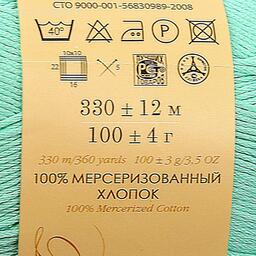 СТО 9000-001-56830989-2008
40°
10x10
22
5
16
РСТ
330 ± 12 м
100 ± 4 г
330 m/360 yards 100 ± 3 g/3,5 OZ
100% МЕРСЕРИЗОВАННЫЙ
ХЛОПОК
100% Mercerized Cotton